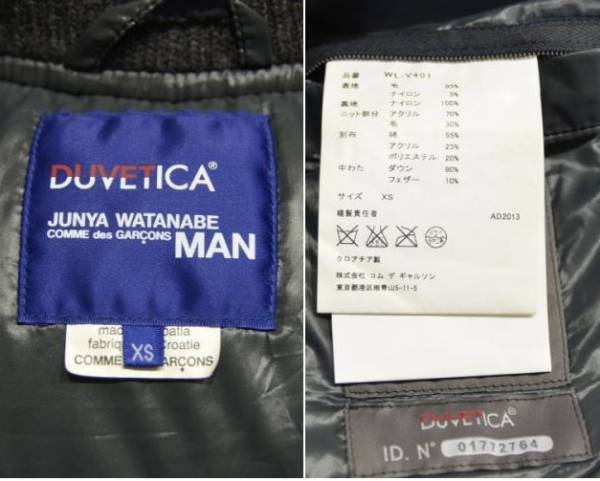 DUVETICA®
JUNYA WATANABE
COMME des GARÇONS MAN
made Croatia
fabriq Croatie
XS
COMME GARÇONS
品番 WL-V401
表地 毛 95%
ナイロン 5%
裏地 ナイロン 100%
ニット部分 アクリル 70%
毛 30%
別布 綿 55%
アクリル 25%
ポリエステル 20%
中わた ダウン 90%
フェザー 10%
サイズ XS
縫製責任者 AD2013
クロアチア製
株式会社 コム デ ギャルソン
東京都港区南青山5-11-5
DUVETICA®
ID. N° 01772764